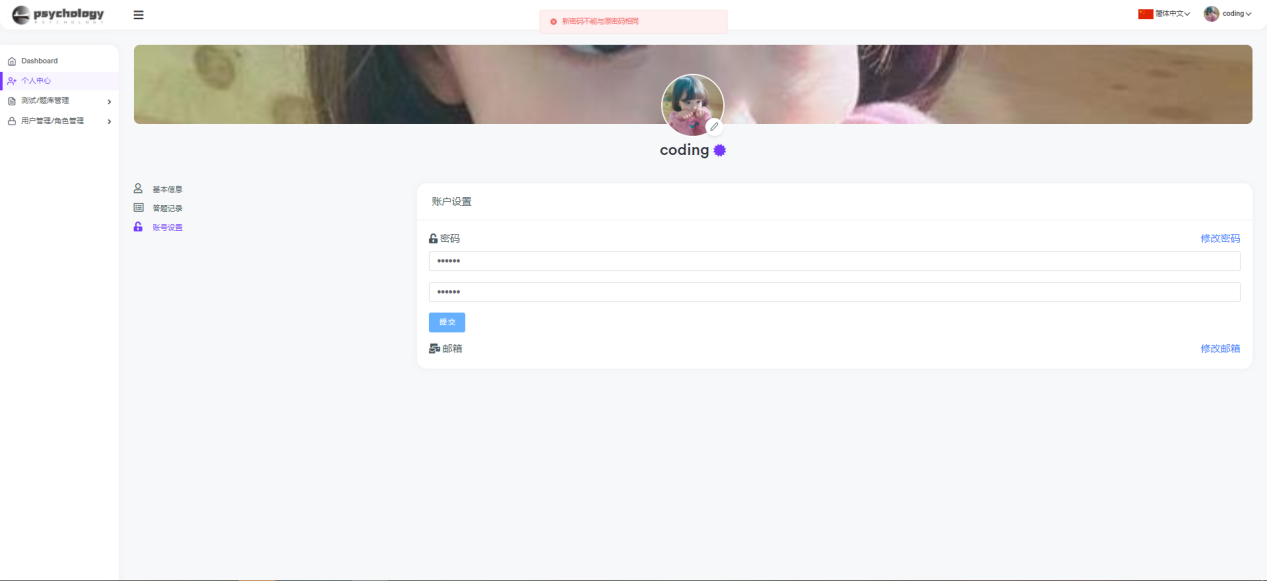 psychology
PSYCHOLOGY
新密码不能与原密码相同
简体中文
coding
Dashboard
个人中心
测试/题库管理
用户管理/角色管理
coding
基本信息
答题记录
账号设置
账户设置
密码
修改密码
••••••
••••••
提交
邮箱
修改邮箱